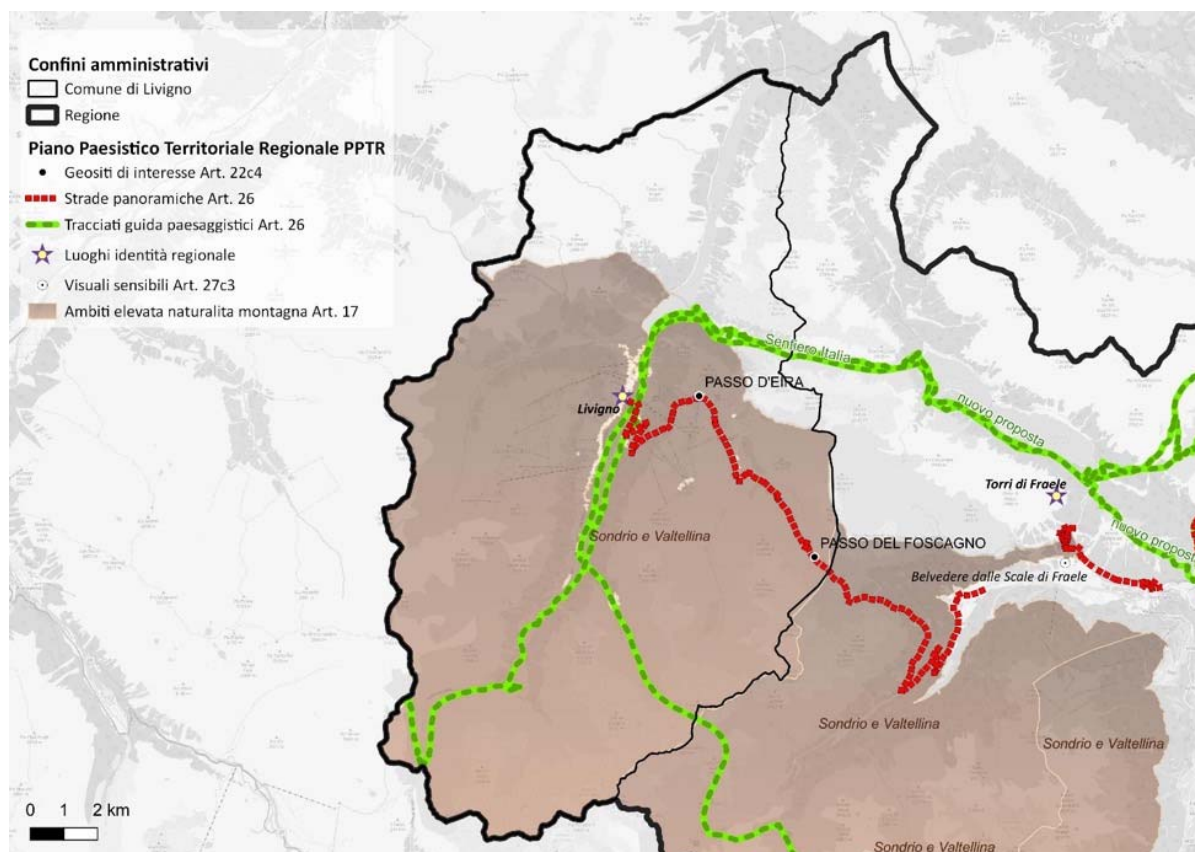 Confini amministrativi
Comune di Livigno
Regione
Piano Paesistico Territoriale Regionale PPTR
Geositi di interesse Art. 22c4
Strade panoramiche Art. 26
Tracciati guida paesaggistici Art. 26
Luoghi identità regionale
Visuali sensibili Art. 27c3
Ambiti elevata naturalita montagna Art. 17
Sentiero Italia
PASSO D'EIRA
Livigno
nuovo proposta
Torri di Fraele
nuovo proposta
Sondrio e Valtellina
PASSO DEL FOSCAGNO
Belvedere dalle Scale di Fraele
Sondrio e Valtellina
Sondrio e Valtellina
0 1 2 km
Sondrio e Valtellina